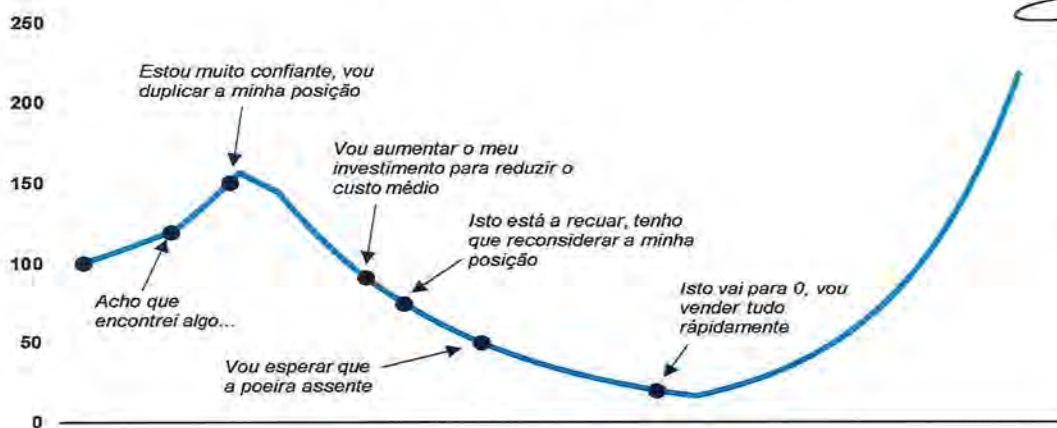 250
Estou muito confiante, vou
duplicar a minha posição
200
Vou aumentar o meu
investimento para reduzir o
custo médio
150
Isto está a recuar, tenho
que reconsiderar a minha
posição
100
Isto vai para 0, vou
vender tudo
rápidamente
Acho que
encontrei algo...
50
Vou esperar que
a poeira assente
0